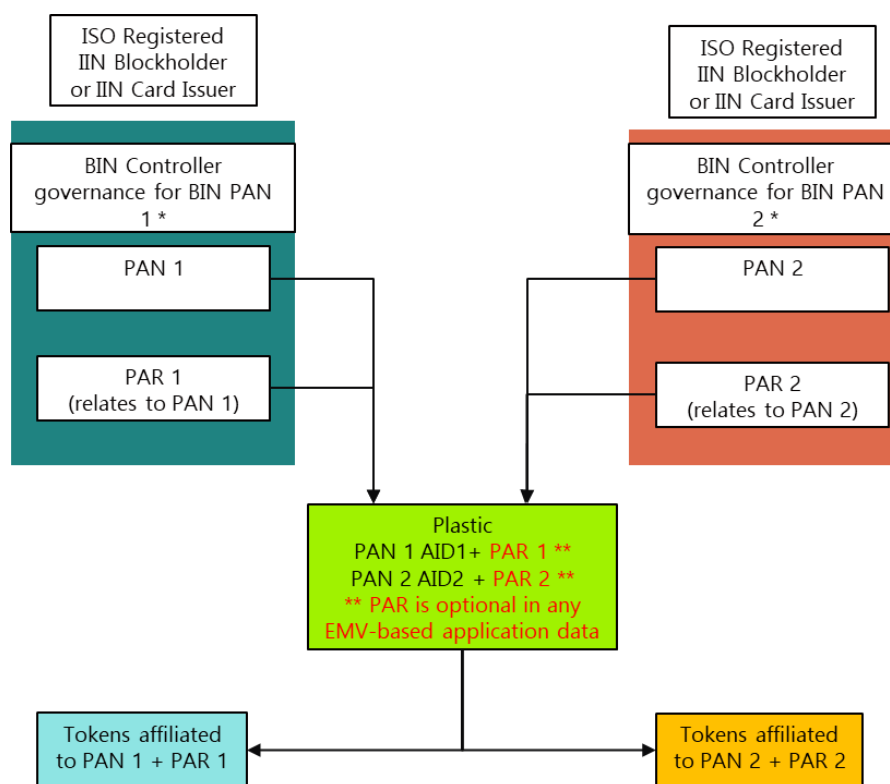 ISO Registered
IIN Blockholder
or IIN Card Issuer
ISO Registered
IIN Blockholder
or IIN Card Issuer
BIN Controller
governance for BIN PAN
1 *
BIN Controller
governance for BIN PAN
2 *
PAN 1
PAN 2
PAR 1
(relates to PAN 1)
PAR 2
(relates to PAN 2)
Plastic
PAN 1 AID1+ PAR 1 **
PAN 2 AID2 + PAR 2 **
** PAR is optional in any
EMV-based application data
Tokens affiliated
to PAN 1 + PAR 1
Tokens affiliated
to PAN 2 + PAR 2